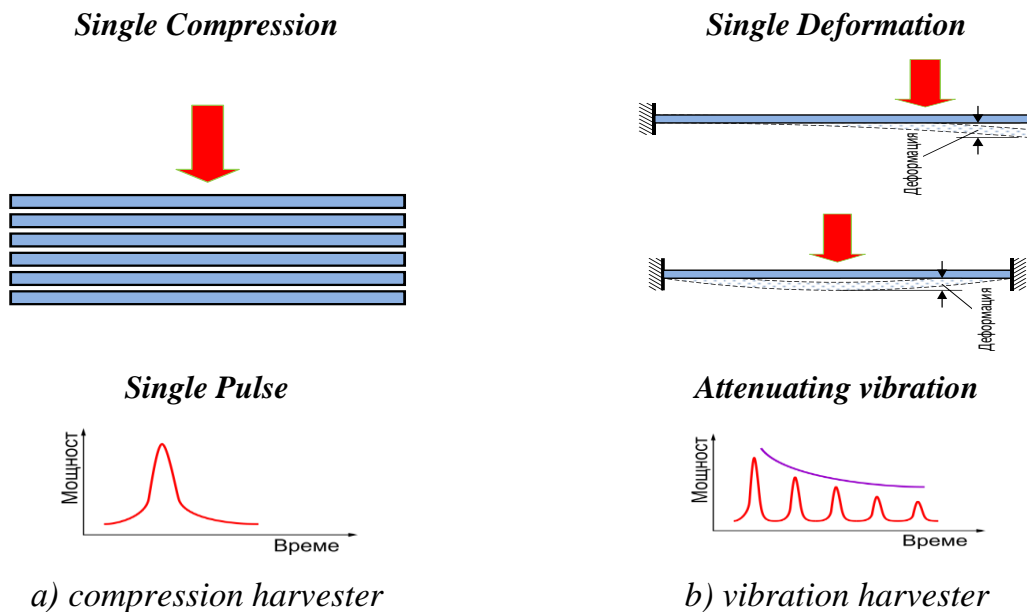 Single Compression
Single Deformation
Деформация
Деформация
Single Pulse
Attenuating vibration
Мощност
Време
Мощност
Време
a) compression harvester
b) vibration harvester